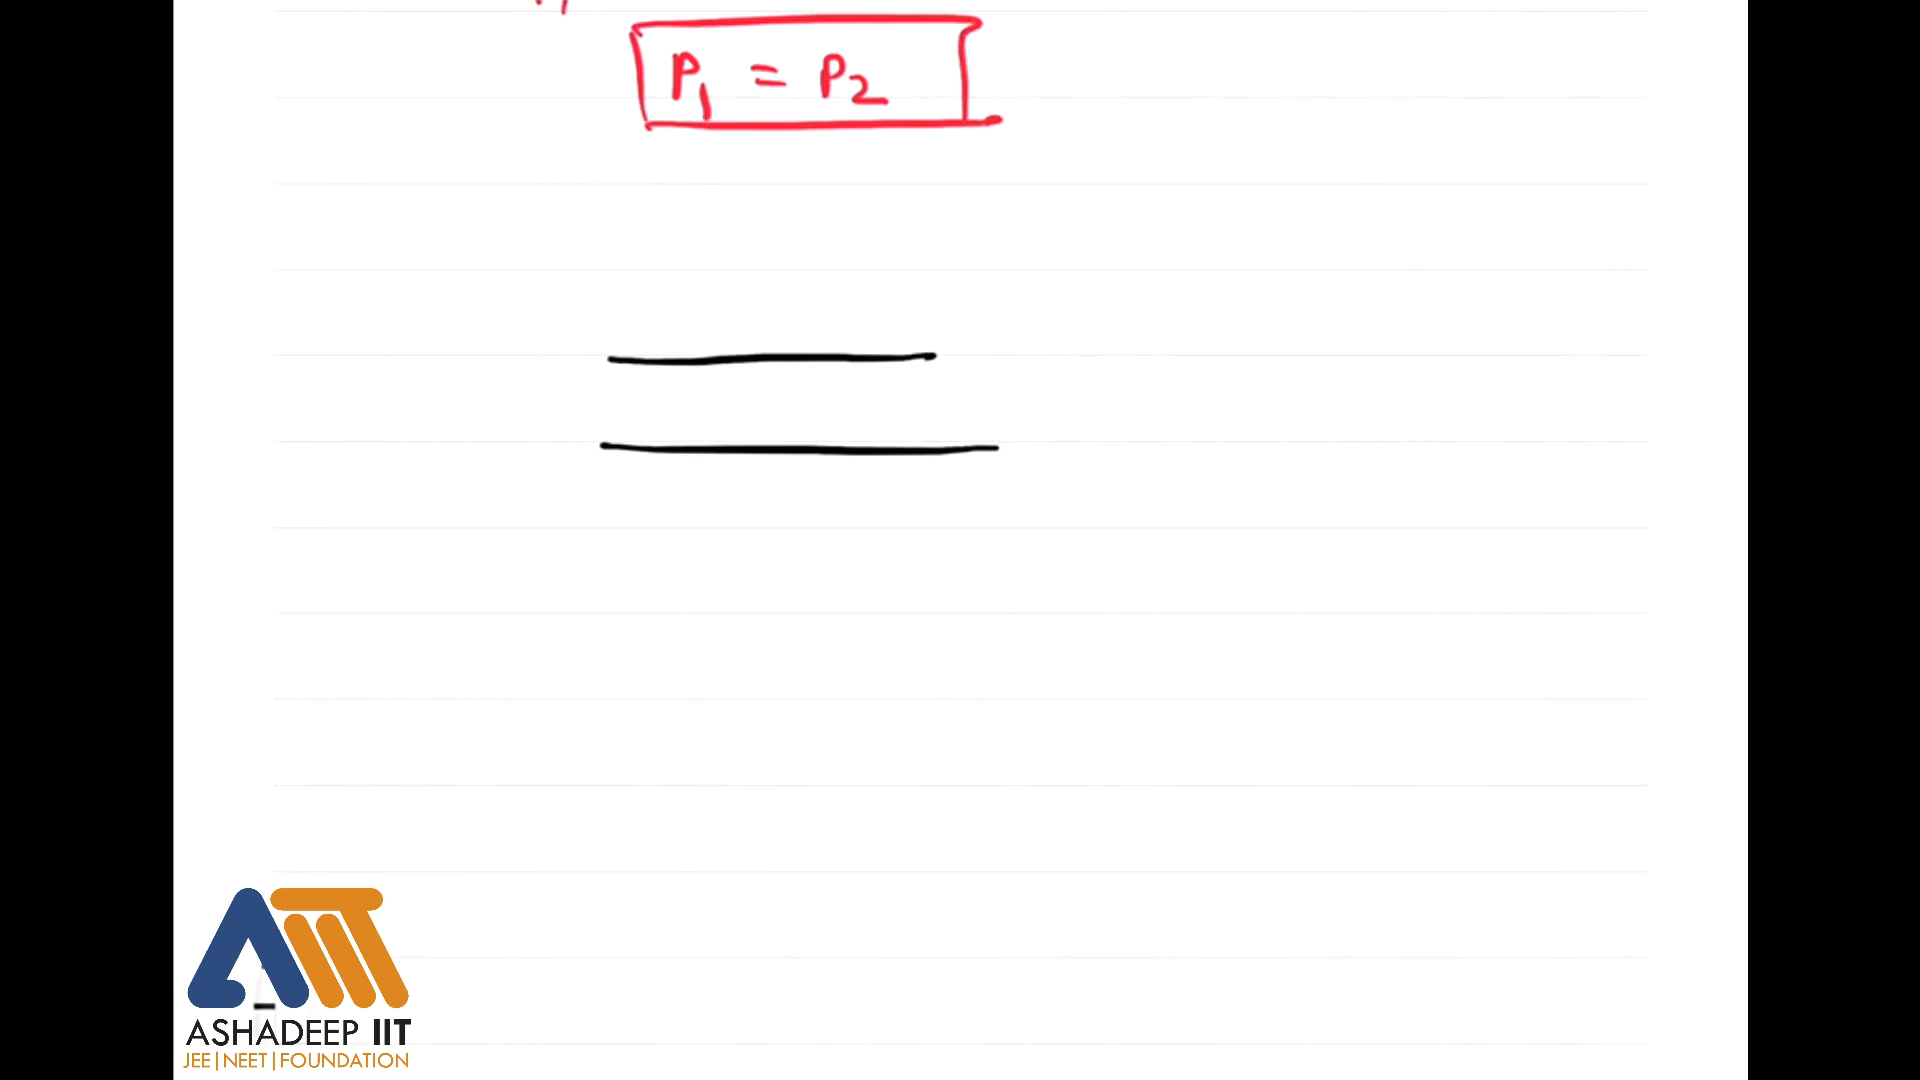 P₁ = P₂
ASHADEEP IIT
JEE|NEET|FOUNDATION